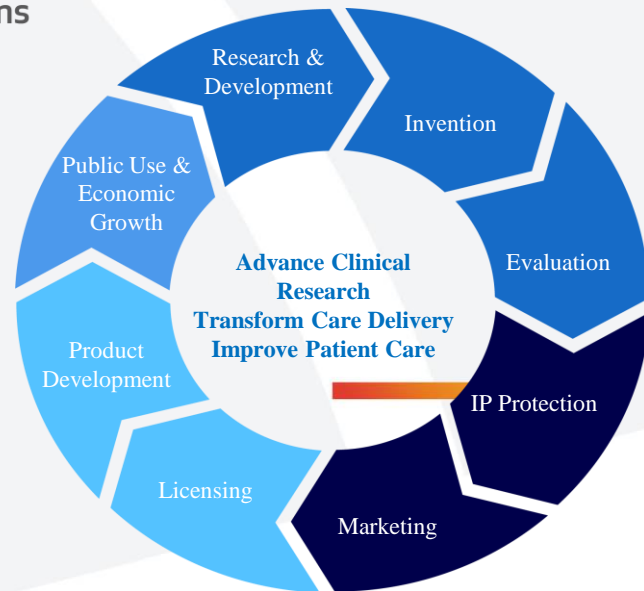 ns
Research &
Development
Invention
Evaluation
IP Protection
Marketing
Licensing
Product
Development
Public Use &
Economic
Growth
Advance Clinical
Research
Transform Care Delivery
Improve Patient Care